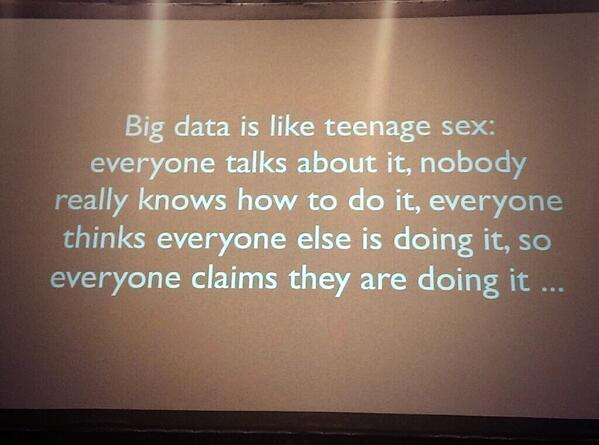 Big data is like teenage sex:
everyone talks about it, nobody
really knows how to do it, everyone
thinks everyone else is doing it, so
everyone claims they are doing it ...